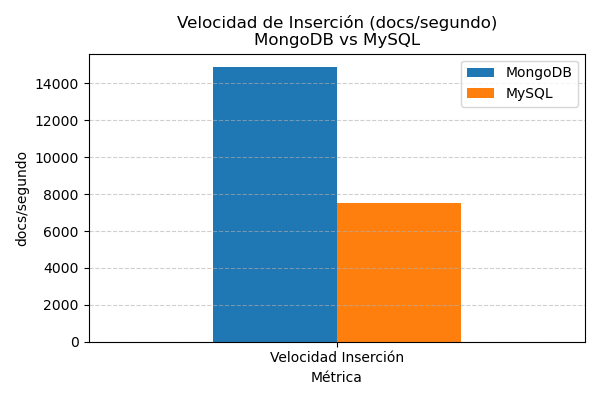 Velocidad de Inserción (docs/segundo)
MongoDB vs MySQL
MongoDB
MySQL
docs/segundo
14000
12000
10000
8000
6000
4000
2000
0
Velocidad Inserción
Métrica